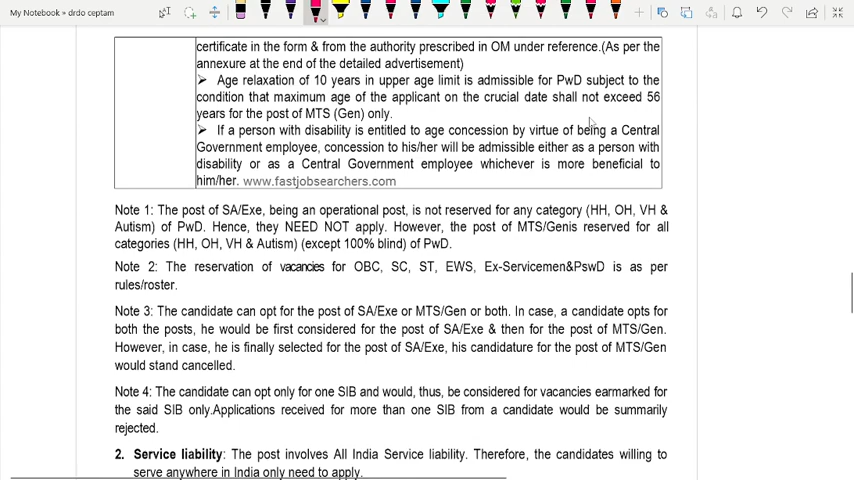 My Notebook » drdo ceptam
certificate in the form & from the authority prescribed in OM under reference.(As per the
annexure at the end of the detailed advertisement)
➢ Age relaxation of 10 years in upper age limit is admissible for PwD subject to the
condition that maximum age of the applicant on the crucial date shall not exceed 56
years for the post of MTS (Gen) only.
➢ If a person with disability is entitled to age concession by virtue of being a Central
Government employee, concession to his/her will be admissible either as a person with
disability or as a Central Government employee whichever is more beneficial to
him/her. www.fastjobsearchers.com
Note 1: The post of SA/Exe, being an operational post, is not reserved for any category (HH, OH, VH &
Autism) of PwD. Hence, they NEED NOT apply. However, the post of MTS/Genis reserved for all
categories (HH, OH, VH & Autism) (except 100% blind) of PwD.
Note 2: The reservation of vacancies for OBC, SC, ST, EWS, Ex-Servicemen&PswD is as per
rules/roster.
Note 3: The candidate can opt for the post of SA/Exe or MTS/Gen or both. In case, a candidate opts for
both the posts, he would be first considered for the post of SA/Exe & then for the post of MTS/Gen.
However, in case, he is finally selected for the post of SA/Exe, his candidature for the post of MTS/Gen
would stand cancelled.
Note 4: The candidate can opt only for one SIB and would, thus, be considered for vacancies earmarked for
the said SIB only.Applications received for more than one SIB from a candidate would be summarily
rejected.
2. Service liability: The post involves All India Service liability. Therefore, the candidates willing to
serve anywhere in India only need to apply.